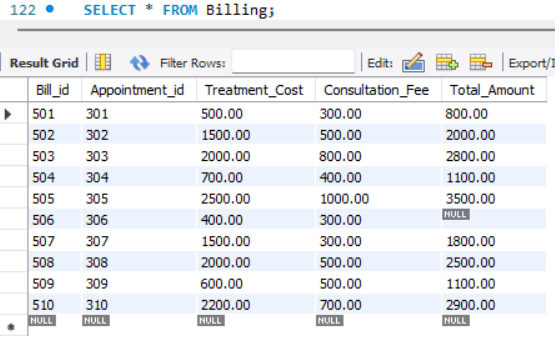 122 SELECT * FROM Billing;
Result Grid Filter Rows: Edit: Export/I
Bill_id Appointment_id Treatment_Cost Consultation_Fee Total_Amount
501 301 500.00 300.00 800.00
502 302 1500.00 500.00 2000.00
503 303 2000.00 800.00 2800.00
504 304 700.00 400.00 1100.00
505 305 2500.00 1000.00 3500.00
506 306 400.00 300.00 NULL
507 307 1500.00 300.00 1800.00
508 308 2000.00 500.00 2500.00
509 309 600.00 500.00 1100.00
510 310 2200.00 700.00 2900.00
NULL NULL NULL NULL NULL